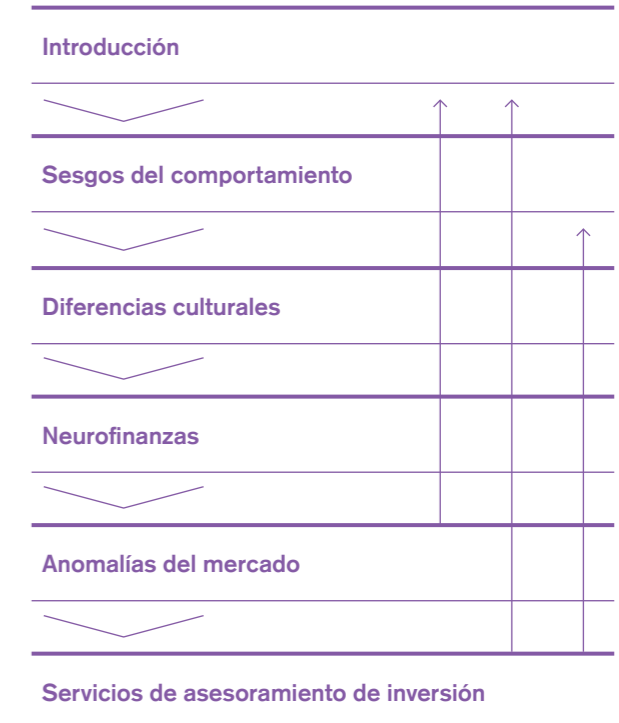 Introducción
Sesgos del comportamiento
Diferencias culturales
Neurofinanzas
Anomalías del mercado
Servicios de asesoramiento de inversión